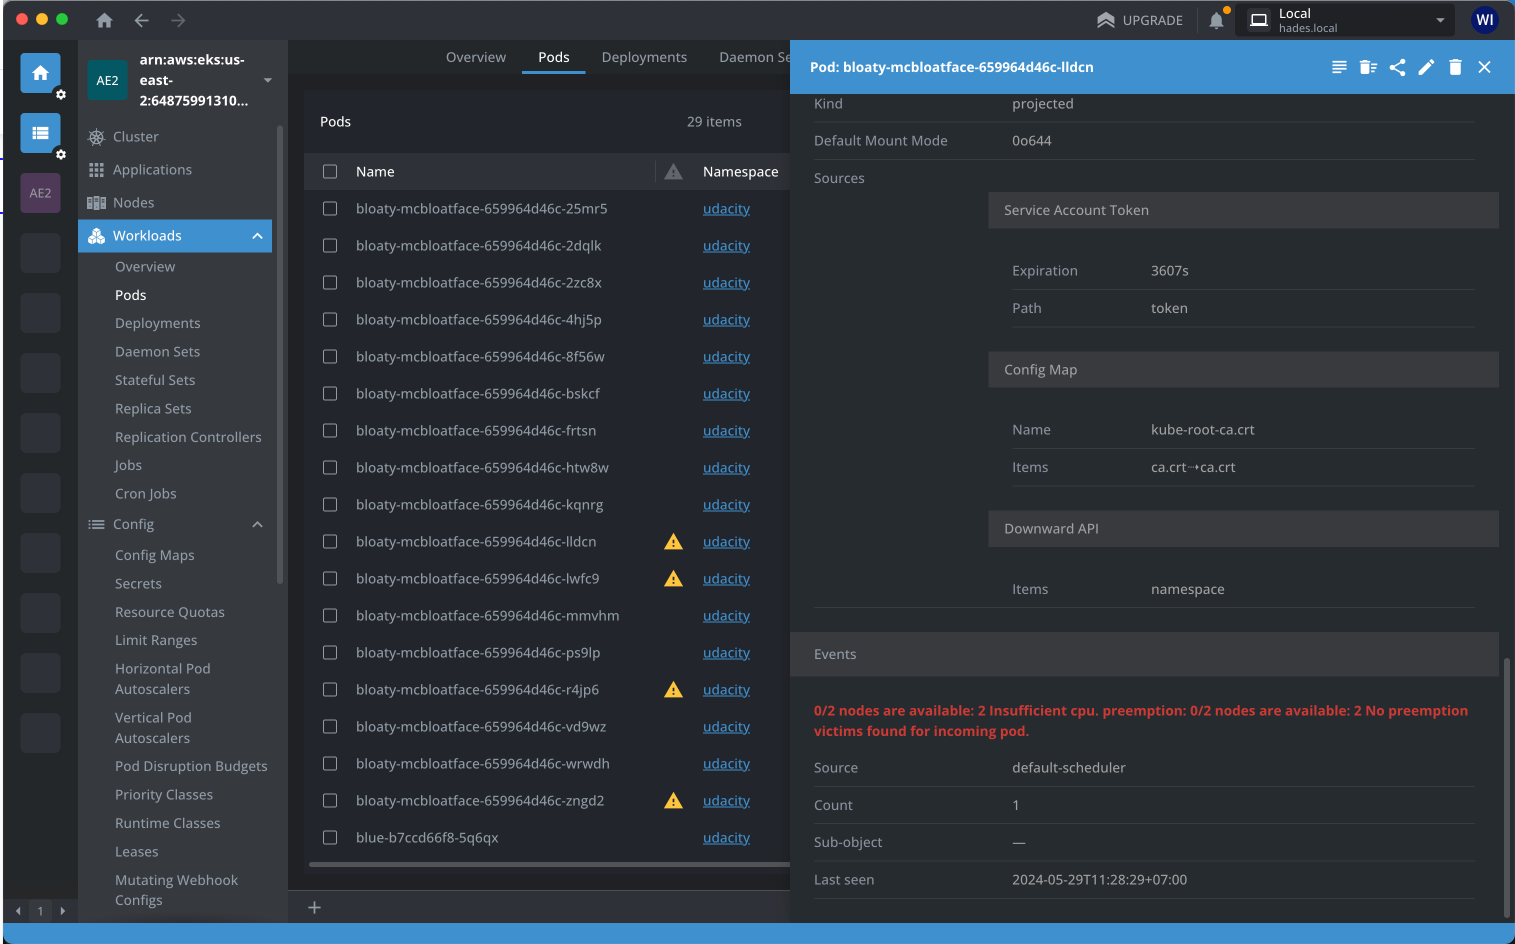 UPGRADE
Local
hades.local
WI
AE2
arn:aws:eks:us-
east-
2:64875991310...
AE2
Cluster
Applications
Nodes
Workloads
Overview
Pods
Deployments
Daemon Sets
Stateful Sets
Replica Sets
Replication Controllers
Jobs
Cron Jobs
Config
Config Maps
Secrets
Resource Quotas
Limit Ranges
Horizontal Pod
Autoscalers
Vertical Pod
Autoscalers
Pod Disruption Budgets
Priority Classes
Runtime Classes
Leases
Mutating Webhook
Configs
1
Overview Pods Deployments Daemon Se
Pods 29 items
Name Namespace
bloaty-mcbloatface-659964d46c-25mr5 udacity
bloaty-mcbloatface-659964d46c-2dqlk udacity
bloaty-mcbloatface-659964d46c-2zc8x udacity
bloaty-mcbloatface-659964d46c-4hj5p udacity
bloaty-mcbloatface-659964d46c-8f56w udacity
bloaty-mcbloatface-659964d46c-bskcf udacity
bloaty-mcbloatface-659964d46c-frtsn udacity
bloaty-mcbloatface-659964d46c-htw8w udacity
bloaty-mcbloatface-659964d46c-kqnrg udacity
bloaty-mcbloatface-659964d46c-lldcn udacity
bloaty-mcbloatface-659964d46c-lwfc9 udacity
bloaty-mcbloatface-659964d46c-mmvhm udacity
bloaty-mcbloatface-659964d46c-ps9lp udacity
bloaty-mcbloatface-659964d46c-r4jp6 udacity
bloaty-mcbloatface-659964d46c-vd9wz udacity
bloaty-mcbloatface-659964d46c-wrwdh udacity
bloaty-mcbloatface-659964d46c-zngd2 udacity
blue-b7ccd66f8-5q6qx udacity
+
Pod: bloaty-mcbloatface-659964d46c-lldcn
Kind projected
Default Mount Mode 0o644
Sources
Service Account Token
Expiration 3607s
Path token
Config Map
Name kube-root-ca.crt
Items ca.crt➝ca.crt
Downward API
Items namespace
Events
0/2 nodes are available: 2 Insufficient cpu. preemption: 0/2 nodes are available: 2 No preemption
victims found for incoming pod.
Source default-scheduler
Count 1
Sub-object —
Last seen 2024-05-29T11:28:29+07:00